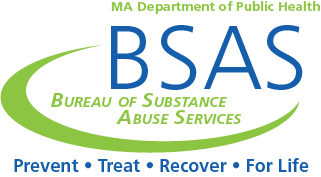 MA Department of Public Health
BSAS
BUREAU OF SUBSTANCE
ABUSE SERVICES
Prevent • Treat • Recover • For Life